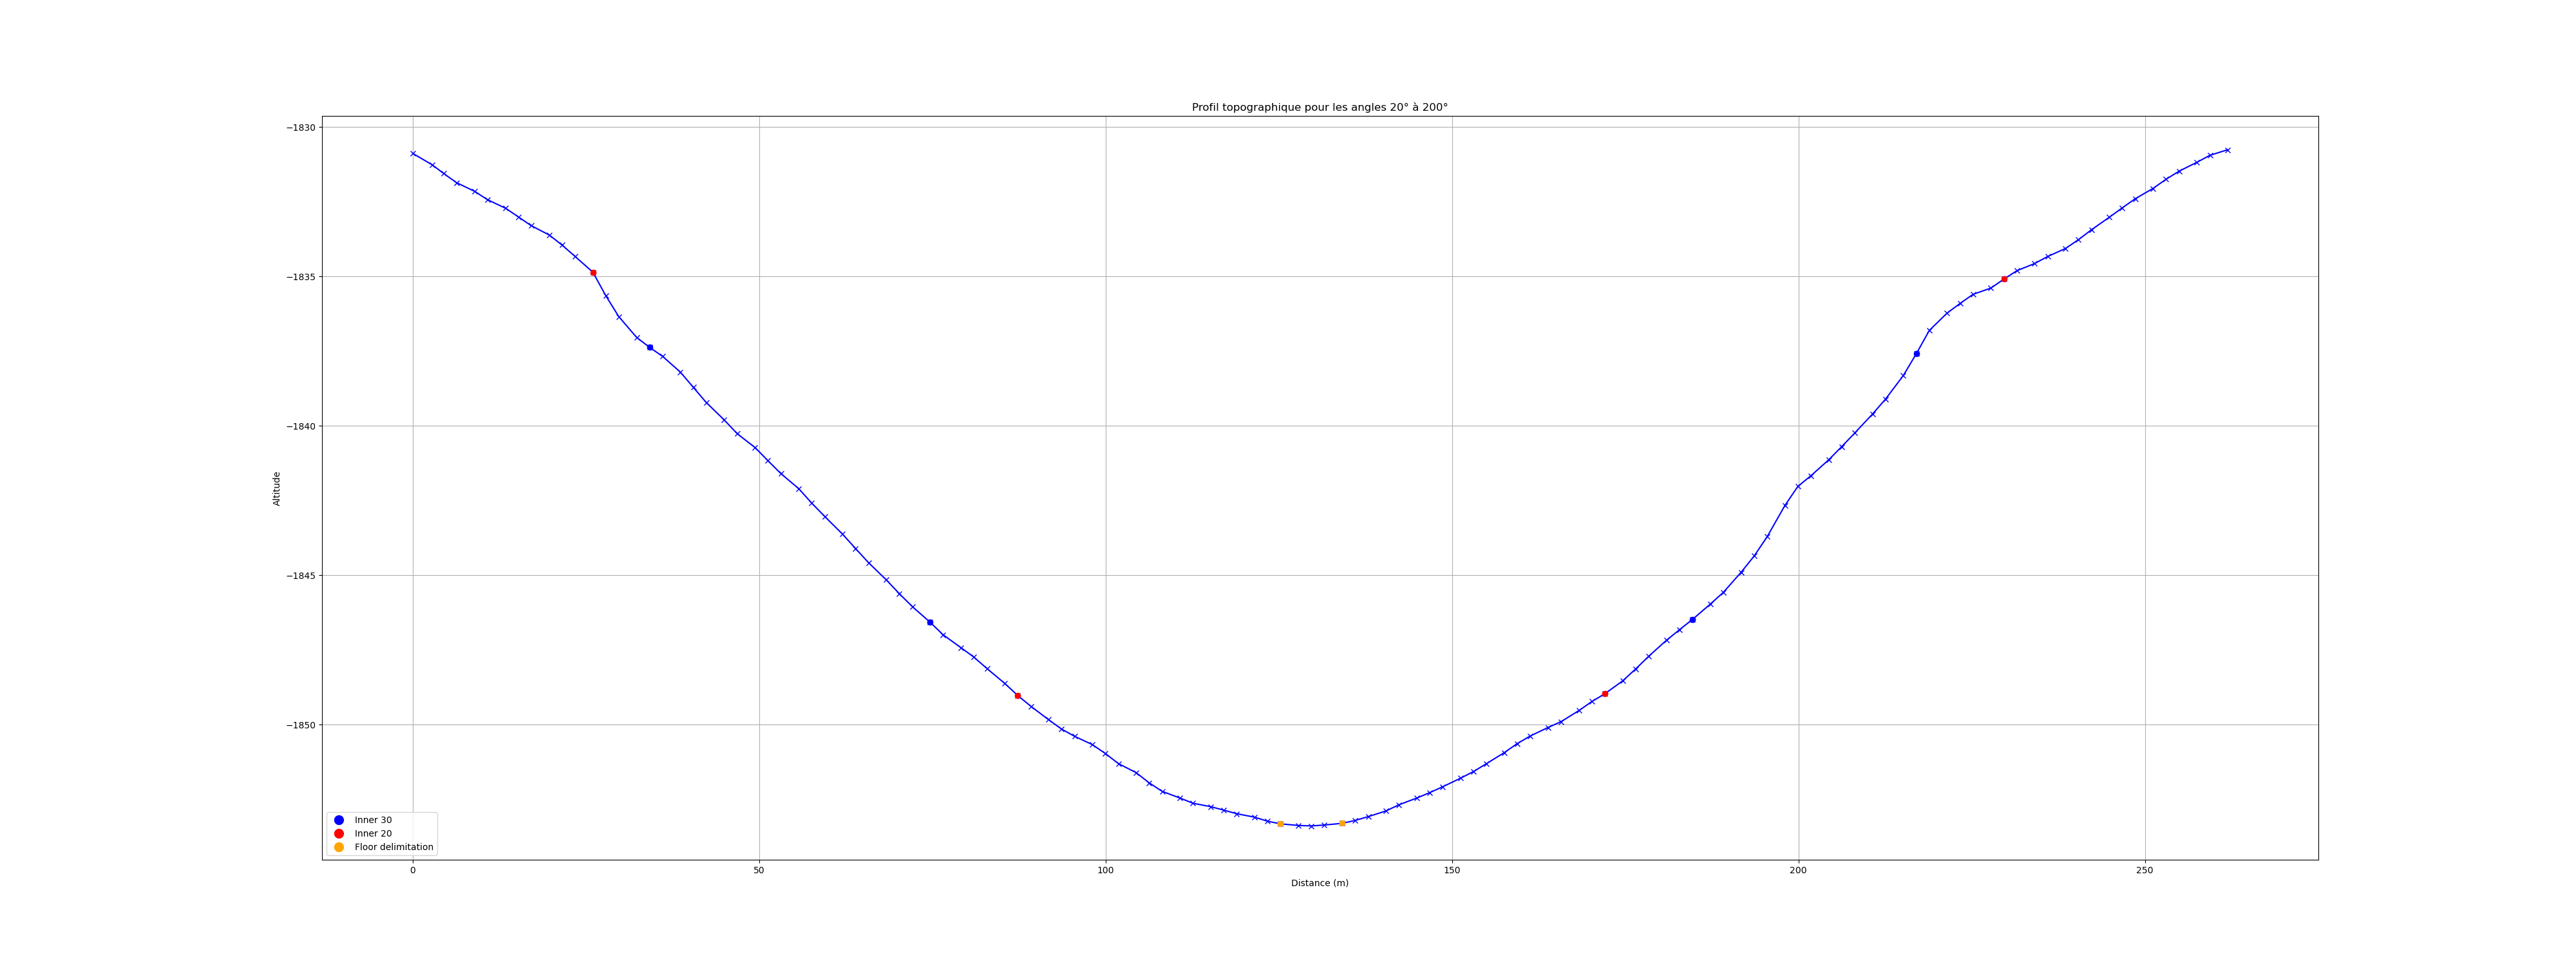 Profil topographique pour les angles 20° à 200°
−1830
−1835
−1840
−1845
−1850
Altitude
Inner 30
Inner 20
Floor delimitation
0 50 100 150 200 250
Distance (m)